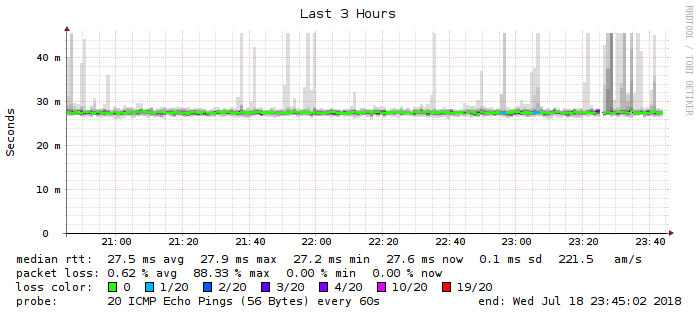 Last 3 Hours
RRDTOOL / TOBI OETIKER
Seconds
40 m
30 m
20 m
10 m
0
21:00 21:20 21:40 22:00 22:20 22:40 23:00 23:20 23:40
median rtt: 27.5 ms avg 27.9 ms max 27.2 ms min 27.6 ms now 0.1 ms sd 221.5 am/s
packet loss: 0.62 % avg 88.33 % max 0.00 % min 0.00 % now
loss color: 0 1/20 2/20 3/20 4/20 10/20 19/20
probe: 20 ICMP Echo Pings (56 Bytes) every 60s end: Wed Jul 18 23:45:02 2018